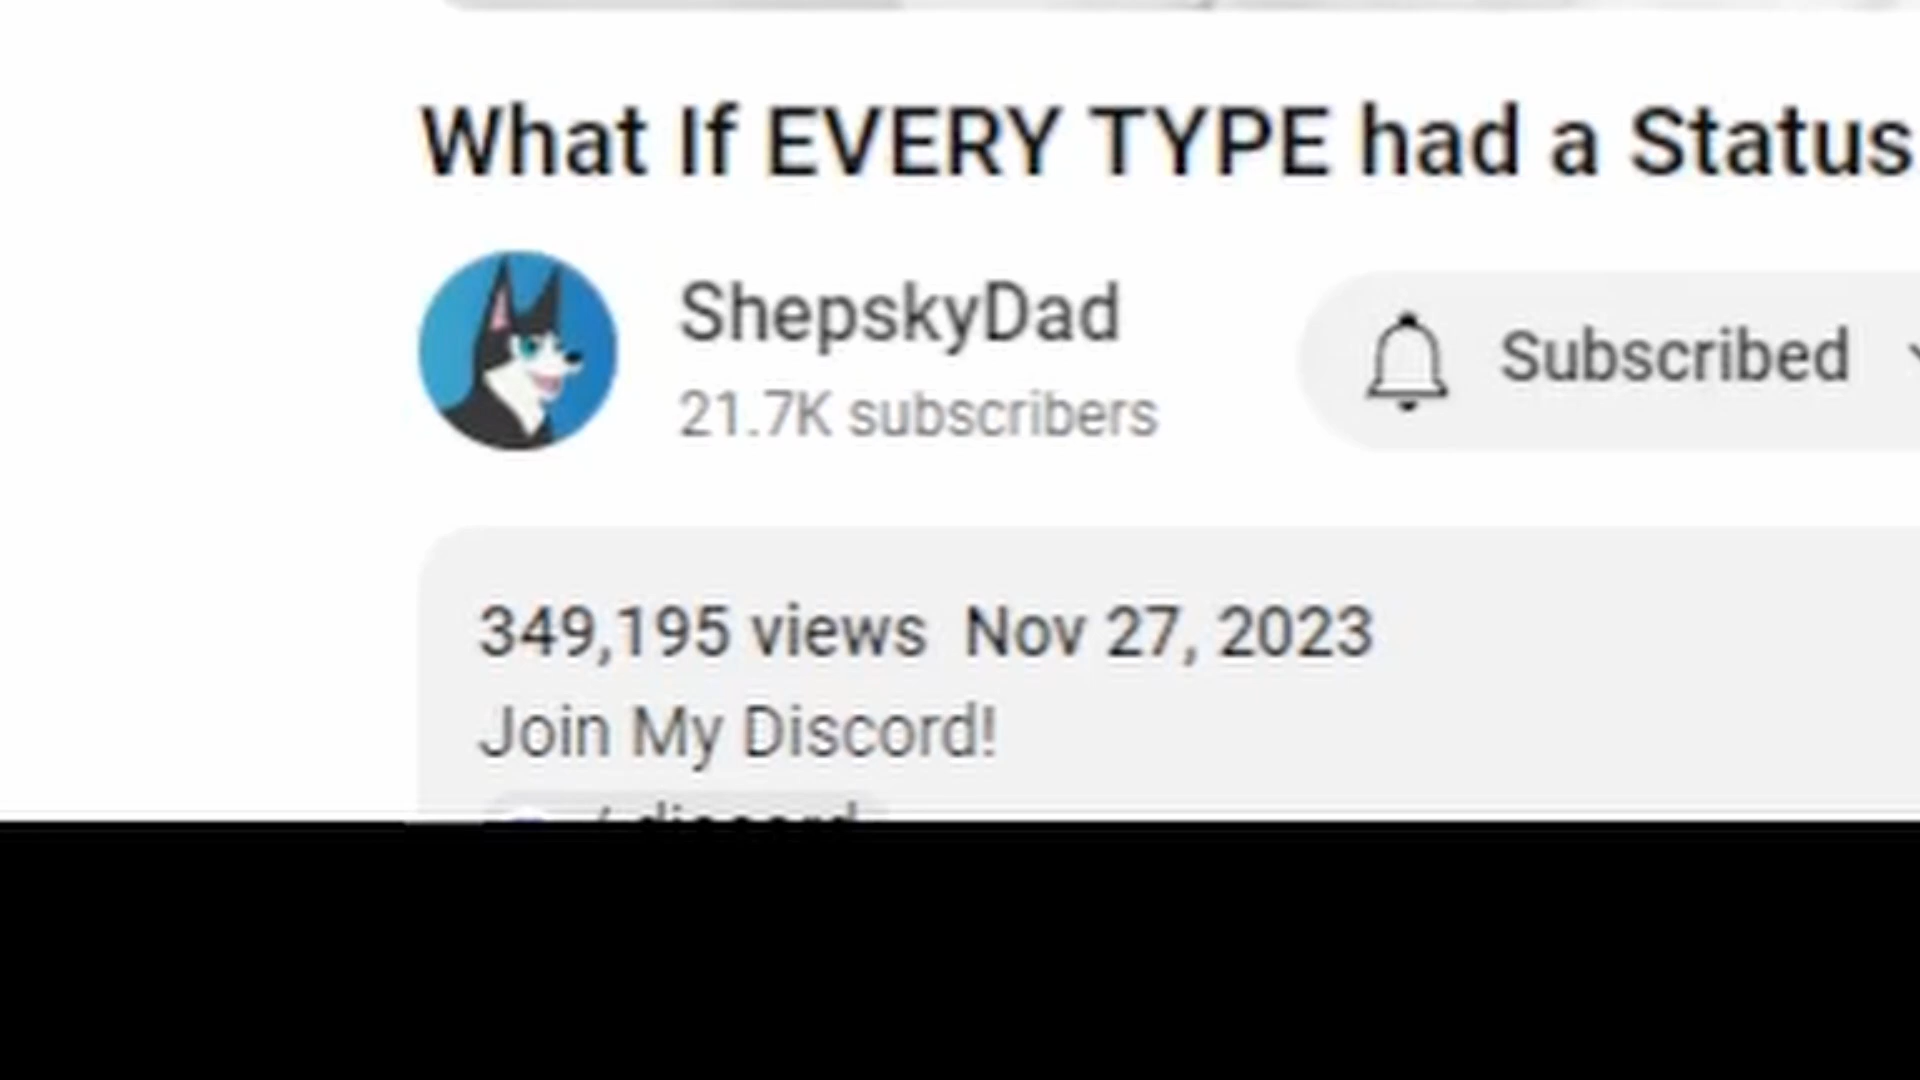 What If EVERY TYPE had a Status
ShepskyDad
21.7K subscribers
Subscribed
349,195 views Nov 27, 2023
Join My Discord!
/ discord